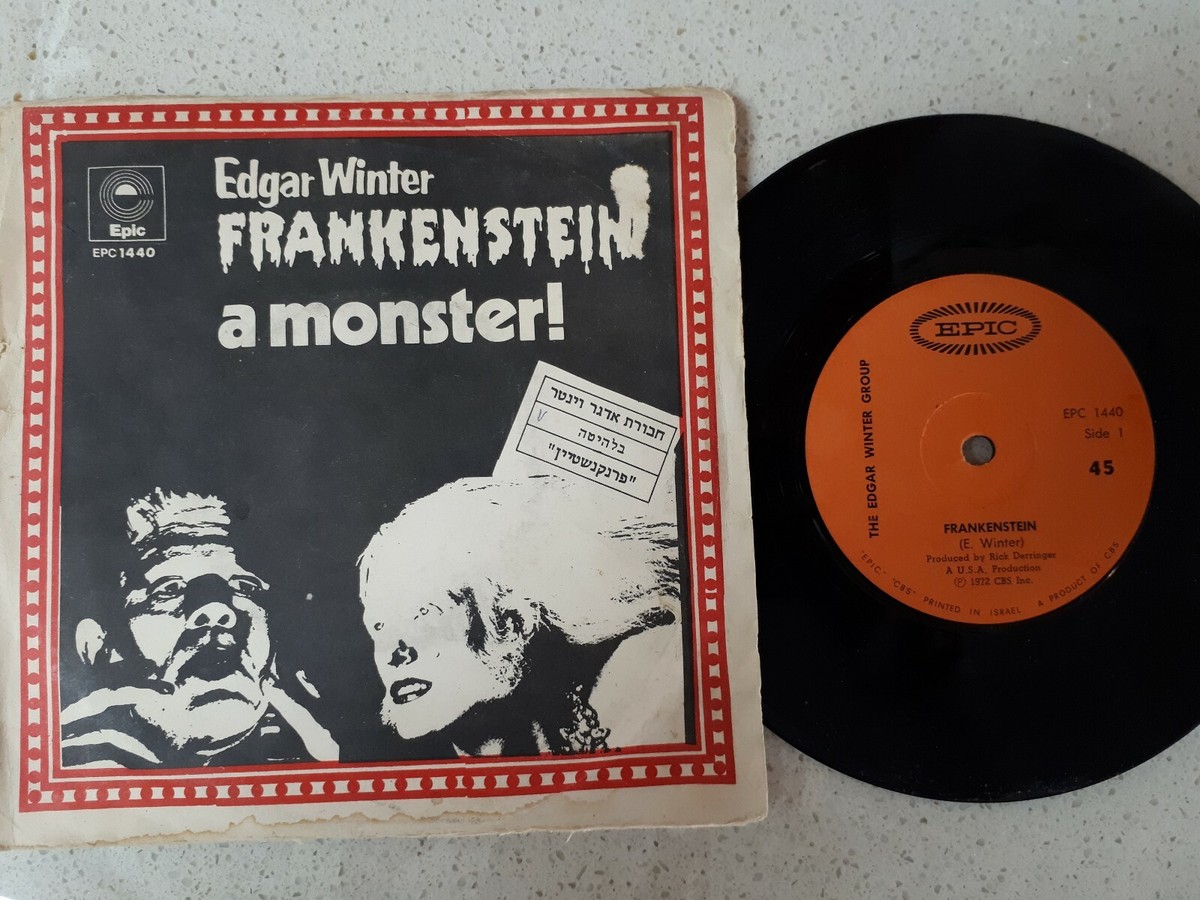 Epic
EPC 1440
Edgar Winter
FRANKENSTEIN
a monster!
חבורת אדגר וינטר
בלהיטה
"פרנקנשטיין"
EPIC
THE EDGAR WINTER GROUP
EPC 1440
Side 1
45
FRANKENSTEIN
(E. Winter)
Produced by Rick Derringer
A U.S.A. Production
℗ 1972 CBS Inc.
"EPIC," "CBS" PRINTED IN ISRAEL A PRODUCT OF CBS